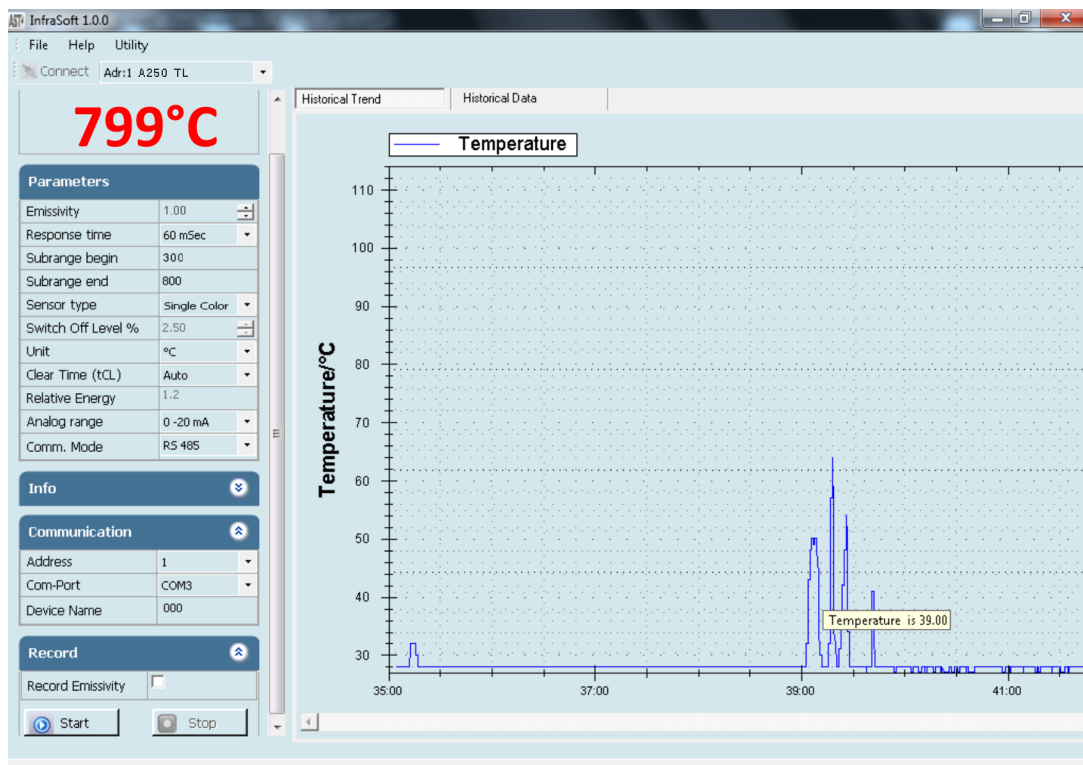 AST InfraSoft 1.0.0
File Help Utility
Connect Adr:1 A250 TL
799°C
Parameters
Emissivity 1.00
Response time 60 mSec
Subrange begin 300
Subrange end 800
Sensor type Single Color
Switch Off Level % 2.50
Unit °C
Clear Time (tCL) Auto
Relative Energy 1.2
Analog range 0 -20 mA
Comm. Mode RS 485
Info
Communication
Address 1
Com-Port COM3
Device Name 000
Record
Record Emissivity
Start Stop
Historical Trend Historical Data
Temperature
Temperature/°C
110
100
90
80
70
60
50
40
30
Temperature is 39.00
35:00 37:00 39:00 41:00